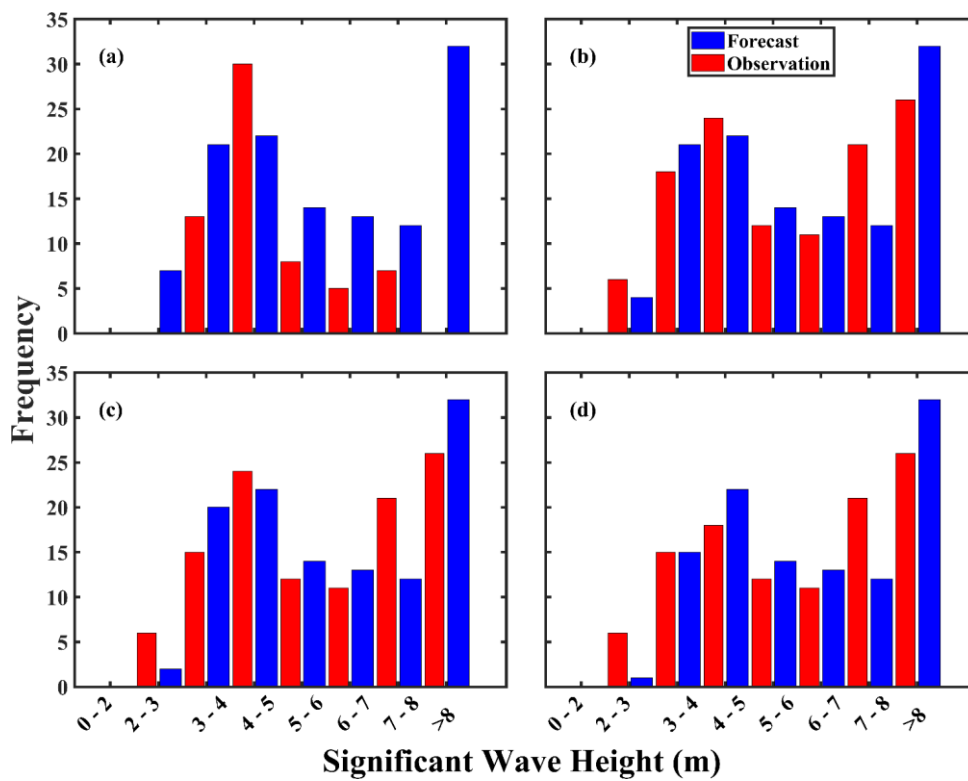 35
30
25
20
15
10
5
0
(a)
(b)
Forecast
Observation
Frequency
35
30
25
20
15
10
5
0
(c)
(d)
0 - 2
2 - 3
3 - 4
4 - 5
5 - 6
6 - 7
7 - 8
>8
0 - 2
2 - 3
3 - 4
4 - 5
5 - 6
6 - 7
7 - 8
>8
Significant Wave Height (m)